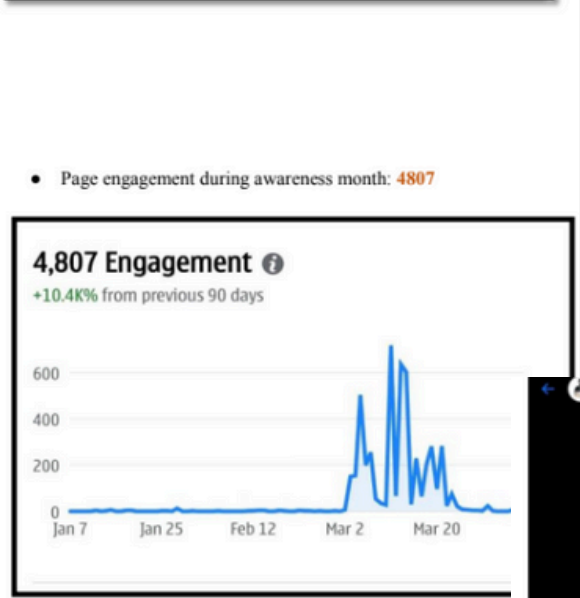 ● Page engagement during awareness month: 4807
4,807 Engagement
+10.4K% from previous 90 days
600
400
200
0
Jan 7 Jan 25 Feb 12 Mar 2 Mar 20